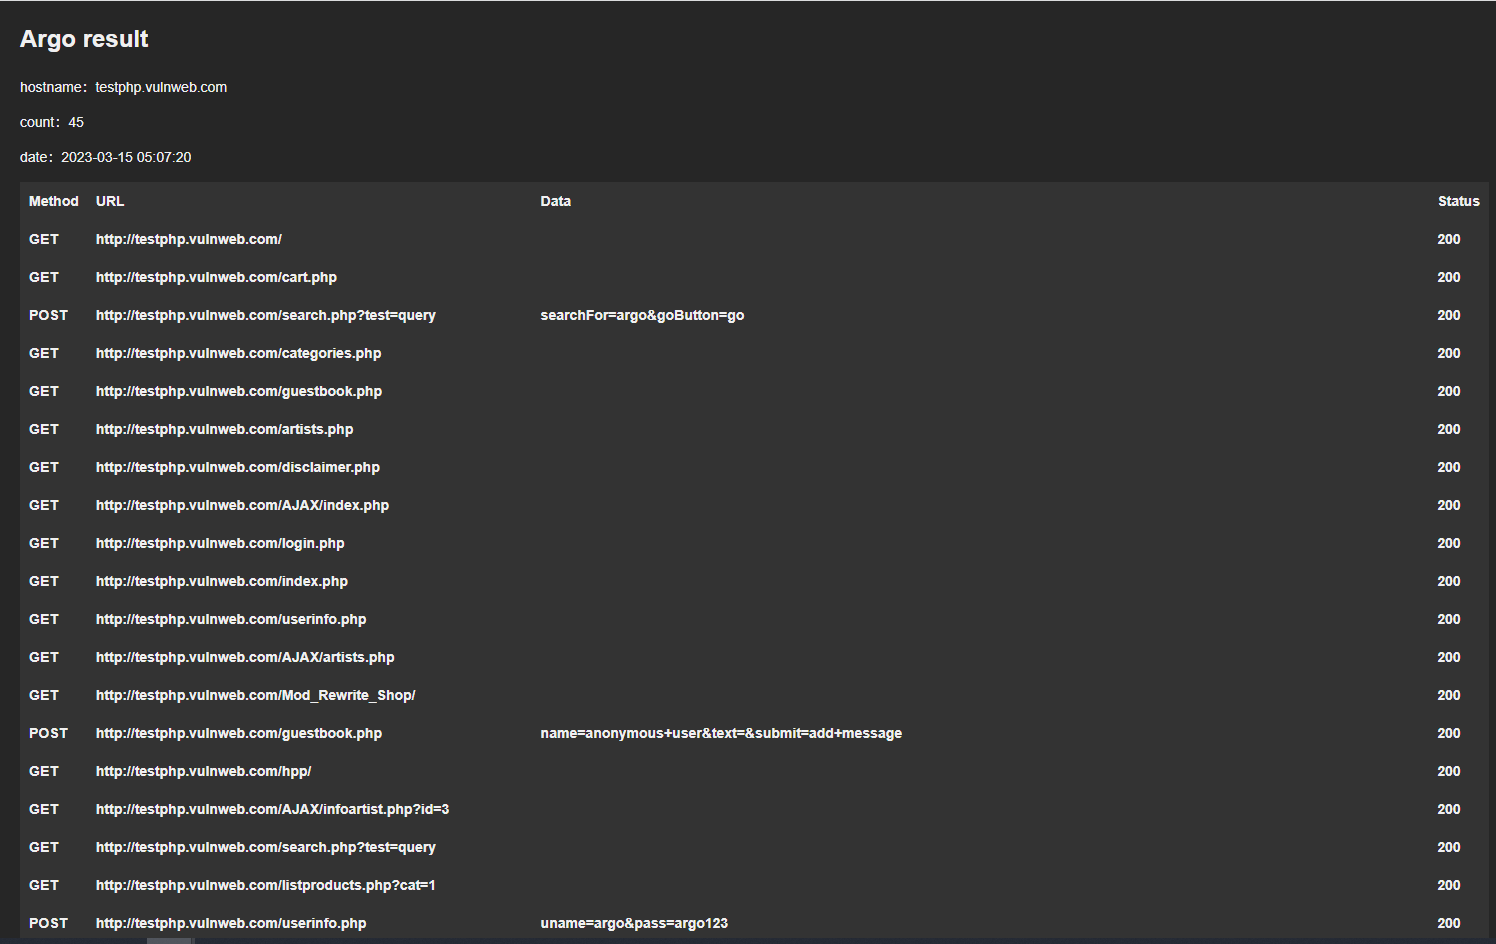 Argo result
hostname：testphp.vulnweb.com
count：45
date：2023-03-15 05:07:20
Method URL Data Status
GET http://testphp.vulnweb.com/ 200
GET http://testphp.vulnweb.com/cart.php 200
POST http://testphp.vulnweb.com/search.php?test=query searchFor=argo&goButton=go 200
GET http://testphp.vulnweb.com/categories.php 200
GET http://testphp.vulnweb.com/guestbook.php 200
GET http://testphp.vulnweb.com/artists.php 200
GET http://testphp.vulnweb.com/disclaimer.php 200
GET http://testphp.vulnweb.com/AJAX/index.php 200
GET http://testphp.vulnweb.com/login.php 200
GET http://testphp.vulnweb.com/index.php 200
GET http://testphp.vulnweb.com/userinfo.php 200
GET http://testphp.vulnweb.com/AJAX/artists.php 200
GET http://testphp.vulnweb.com/Mod_Rewrite_Shop/ 200
POST http://testphp.vulnweb.com/guestbook.php name=anonymous+user&text=&submit=add+message 200
GET http://testphp.vulnweb.com/hpp/ 200
GET http://testphp.vulnweb.com/AJAX/infoartist.php?id=3 200
GET http://testphp.vulnweb.com/search.php?test=query 200
GET http://testphp.vulnweb.com/listproducts.php?cat=1 200
POST http://testphp.vulnweb.com/userinfo.php uname=argo&pass=argo123 200